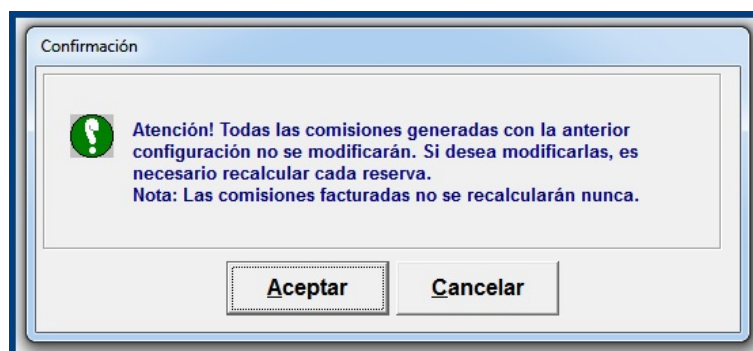 Confirmación
Atención! Todas las comisiones generadas con la anterior
configuración no se modificarán. Si desea modificarlas, es
necesario recalcular cada reserva.
Nota: Las comisiones facturadas no se recalcularán nunca.
Aceptar
Cancelar